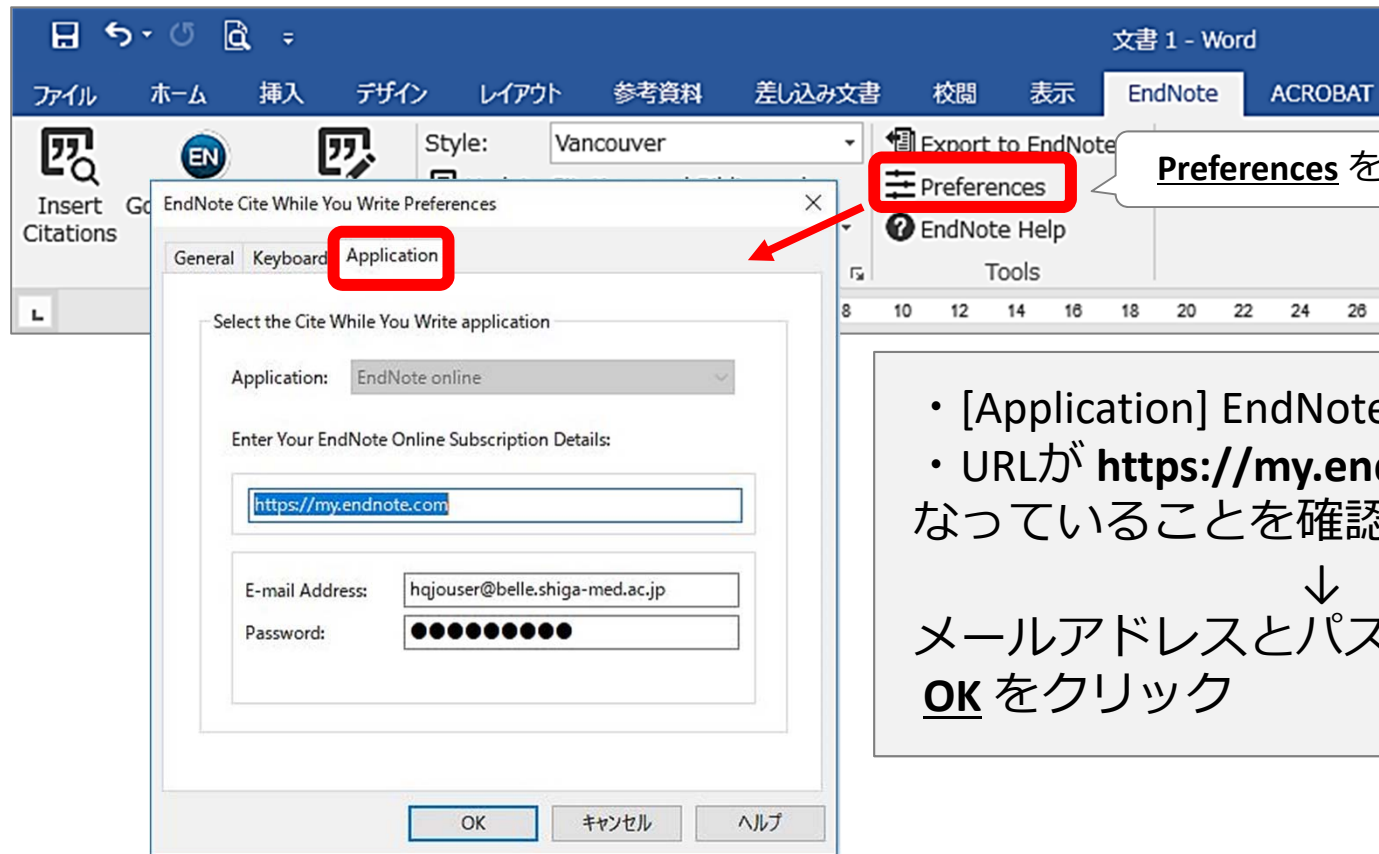 文書 1 - Word
ファイル ホーム 挿入 デザイン レイアウト 参考資料 差し込み文書 校閲 表示 EndNote ACROBAT
EN
Style: Vancouver
Export to EndNote
Preferences を
Preferences
Insert
Citations
EndNote Help
Tools
8 10 12 14 16 18 20 22 24 26
EndNote Cite While You Write Preferences
General Keyboard Application
Select the Cite While You Write application
Application: EndNote online
Enter Your EndNote Online Subscription Details:
https://my.endnote.com
E-mail Address: hqjouser@belle.shiga-med.ac.jp
Password: ●●●●●●●●●
OK キャンセル ヘルプ
・[Application] EndNote
・URLが https://my.en
なっていることを確認
↓
メールアドレスとパス
OK をクリック